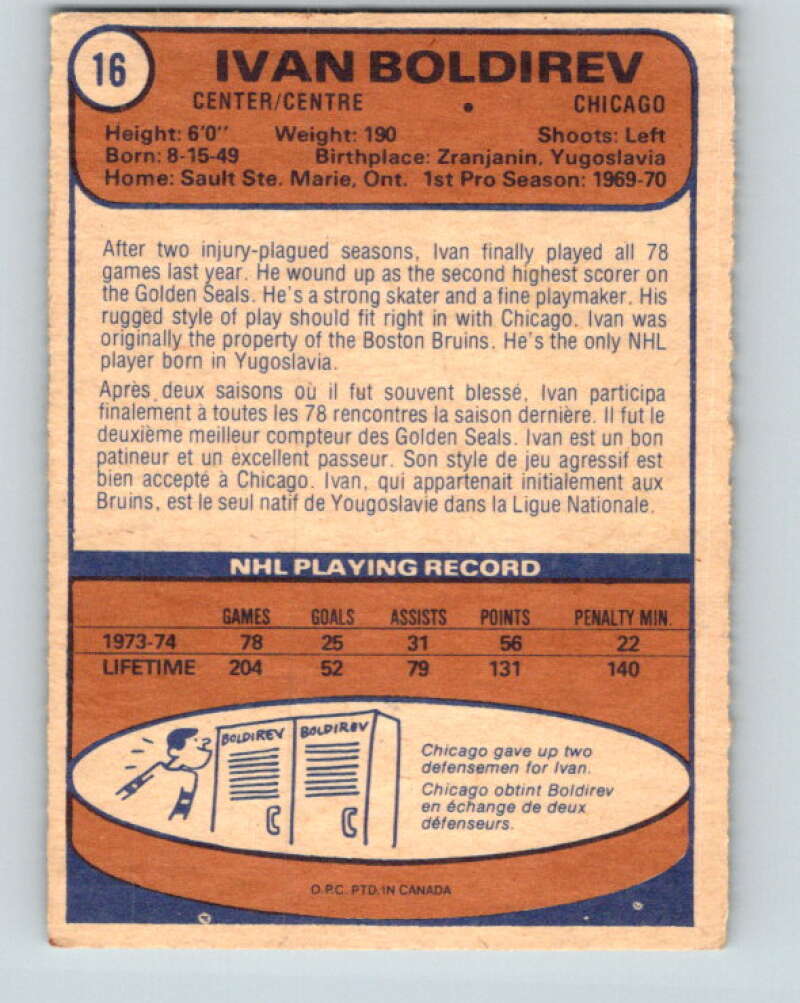 16
IVAN BOLDIREV
CENTER/CENTRE • CHICAGO
Height: 6'0" Weight: 190 Shoots: Left
Born: 8-15-49 Birthplace: Zranjanin, Yugoslavia
Home: Sault Ste. Marie, Ont. 1st Pro Season: 1969-70
After two injury-plagued seasons, Ivan finally played all 78
games last year. He wound up as the second highest scorer on
the Golden Seals. He's a strong skater and a fine playmaker. His
rugged style of play should fit right in with Chicago. Ivan was
originally the property of the Boston Bruins. He's the only NHL
player born in Yugoslavia.
Après deux saisons où il fut souvent blessé, Ivan participa
finalement à toutes les 78 rencontres la saison dernière. Il fut le
deuxième meilleur compteur des Golden Seals. Ivan est un bon
patineur et un excellent passeur. Son style de jeu agressif est
bien accepté à Chicago. Ivan, qui appartenait initialement aux
Bruins, est le seul natif de Yougoslavie dans la Ligue Nationale.
NHL PLAYING RECORD
GAMES GOALS ASSISTS POINTS PENALTY MIN.
1973-74 78 25 31 56 22
LIFETIME 204 52 79 131 140
BOLDIREV BOLDIREV
Chicago gave up two
defensemen for Ivan.
Chicago obtint Boldirev
en échange de deux
défenseurs.
O.P.C. PTD. IN CANADA